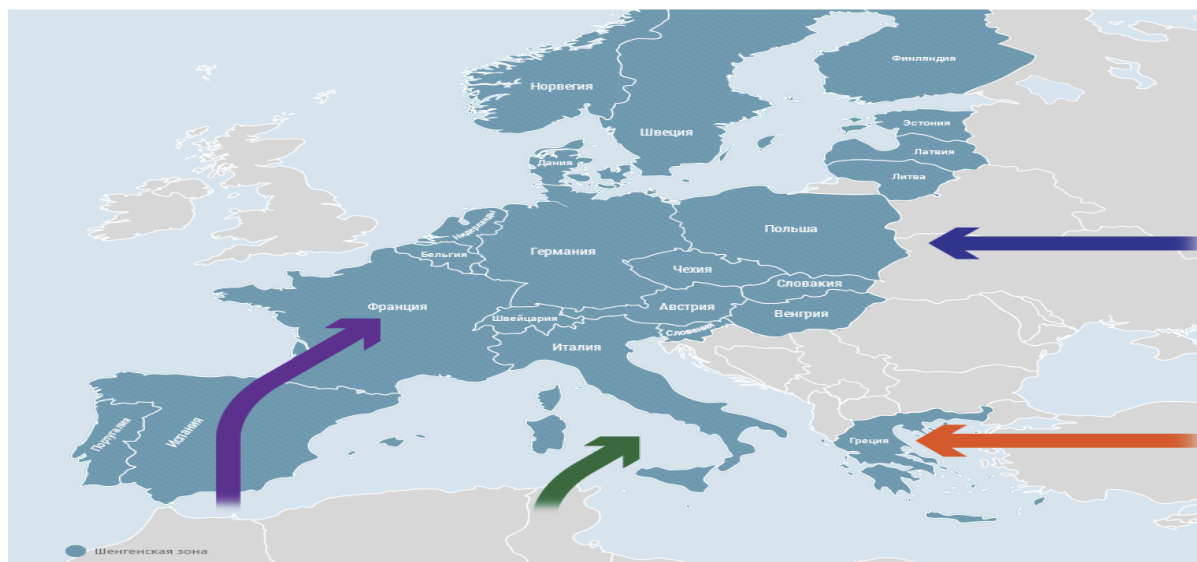 Финляндия
Норвегия
Эстония
Швеция
Латвия
Дания
Литва
Нидерланды
Польша
Германия
Бельгия
Чехия
Словакия
Франция
Австрия
Венгрия
Швейцария
Словения
Италия
Португалия
Испания
Греция
Шенгенская зона